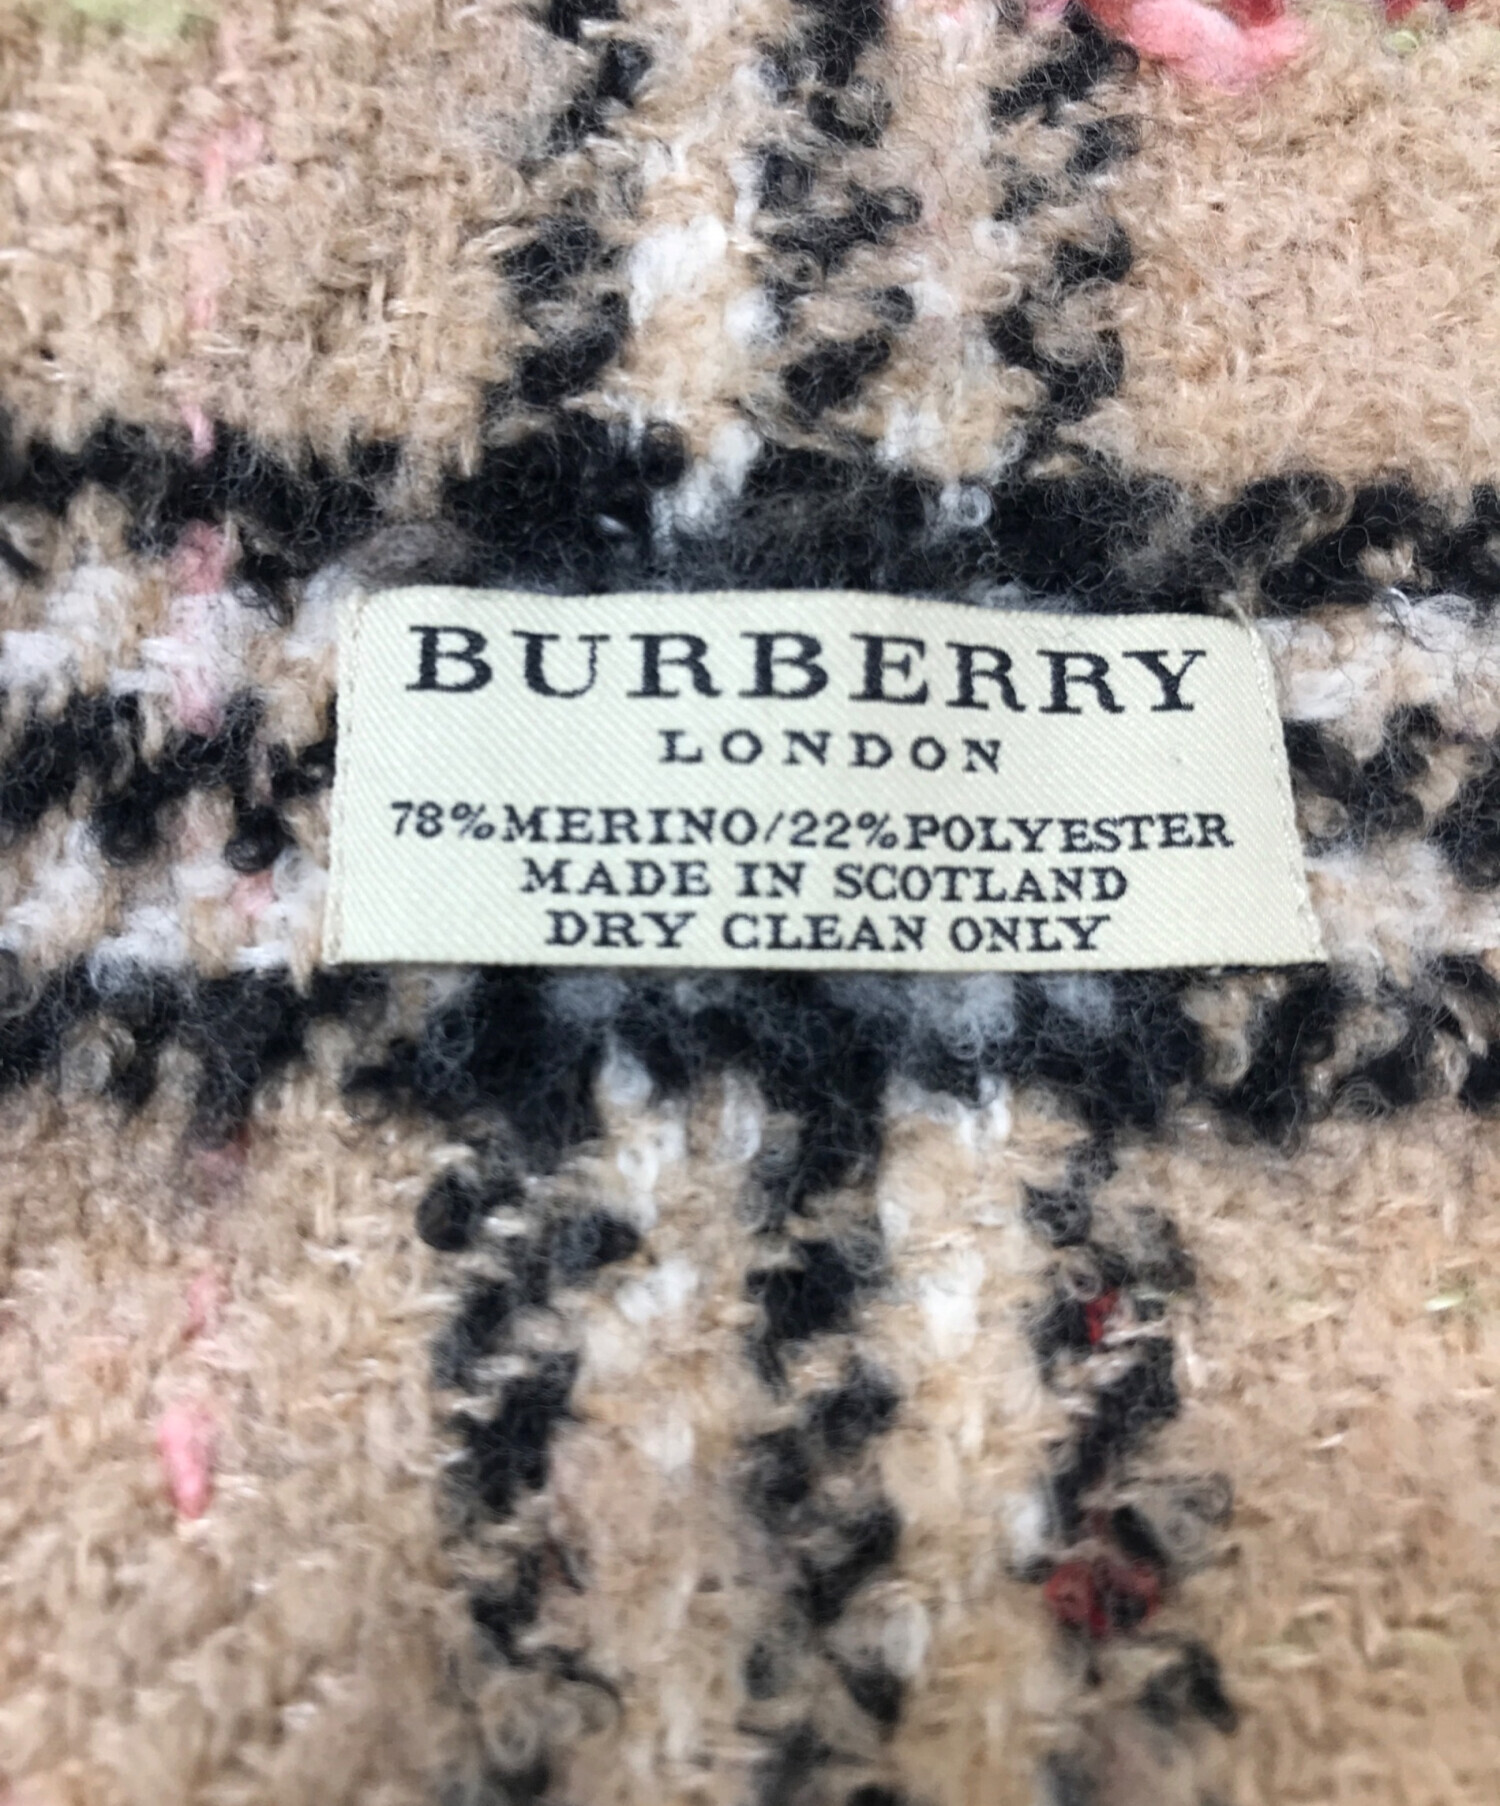 BURBERRY
LONDON
78%MERINO/22%POLYESTER
MADE IN SCOTLAND
DRY CLEAN ONLY